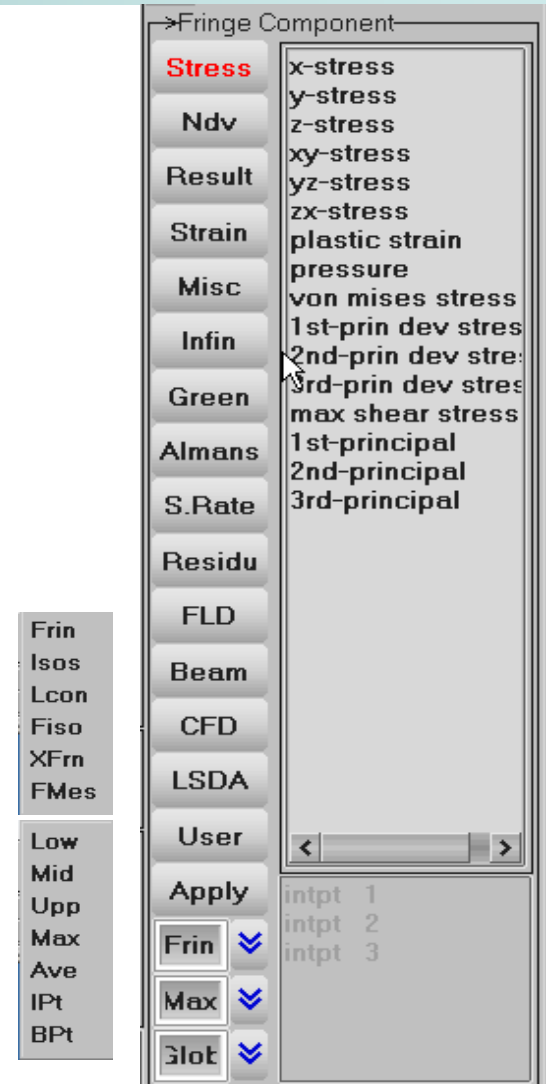 >Fringe Component
Stress
Ndv
Result
Strain
Misc
Infin
Green
Almans
S.Rate
Residu
FLD
Beam
CFD
LSDA
User
Apply
Frin
Max
Glob
x-stress
y-stress
z-stress
xy-stress
yz-stress
zx-stress
plastic strain
pressure
von mises stress
1st-prin dev stres
2nd-prin dev stre
3rd-prin dev stres
max shear stress
1st-principal
2nd-principal
3rd-principal
intpt 1
intpt 2
intpt 3
Frin
Isos
Lcon
Fiso
XFrn
FMes
Low
Mid
Upp
Max
Ave
IPt
BPt